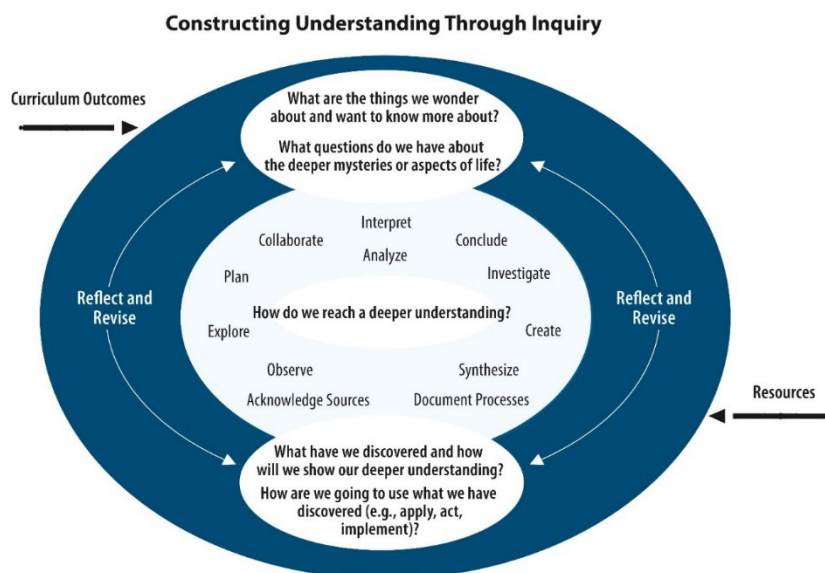 Constructing Understanding Through Inquiry
Curriculum Outcomes
What are the things we wonder
about and want to know more about?
What questions do we have about
the deeper mysteries or aspects of life?
Interpret
Collaborate
Conclude
Analyze
Plan
Investigate
Reflect and
Revise
How do we reach a deeper understanding?
Reflect and
Revise
Explore
Create
Observe
Synthesize
Acknowledge Sources
Document Processes
Resources
What have we discovered and how
will we show our deeper understanding?
How are we going to use what we have
discovered (e.g., apply, act,
implement)?